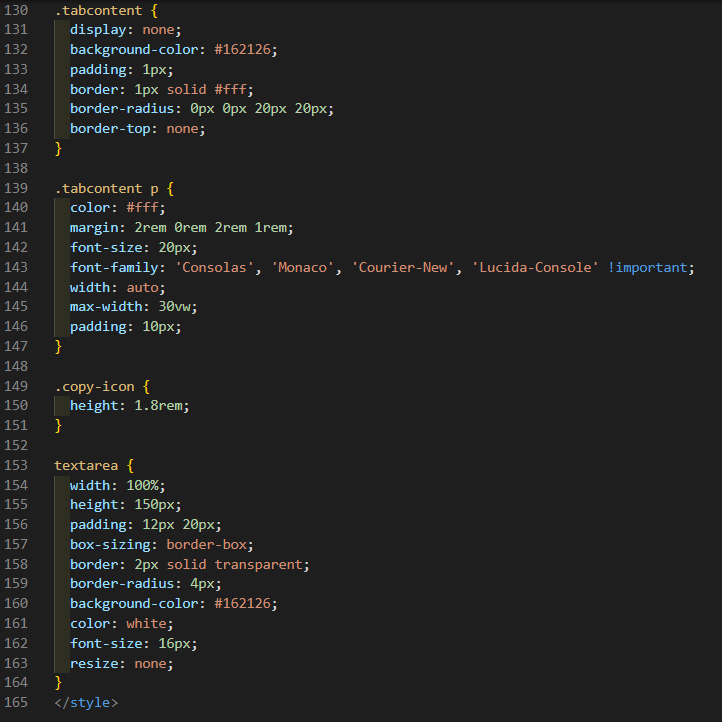 130 .tabcontent {
131   display: none;
132   background-color: #162126;
133   padding: 1px;
134   border: 1px solid #fff;
135   border-radius: 0px 0px 20px 20px;
136   border-top: none;
137 }
138
139 .tabcontent p {
140   color: #fff;
141   margin: 2rem 0rem 2rem 1rem;
142   font-size: 20px;
143   font-family: 'Consolas', 'Monaco', 'Courier-New', 'Lucida-Console' !important;
144   width: auto;
145   max-width: 30vw;
146   padding: 10px;
147 }
148
149 .copy-icon {
150   height: 1.8rem;
151 }
152
153 textarea {
154   width: 100%;
155   height: 150px;
156   padding: 12px 20px;
157   box-sizing: border-box;
158   border: 2px solid transparent;
159   border-radius: 4px;
160   background-color: #162126;
161   color: white;
162   font-size: 16px;
163   resize: none;
164 }
165 </style>